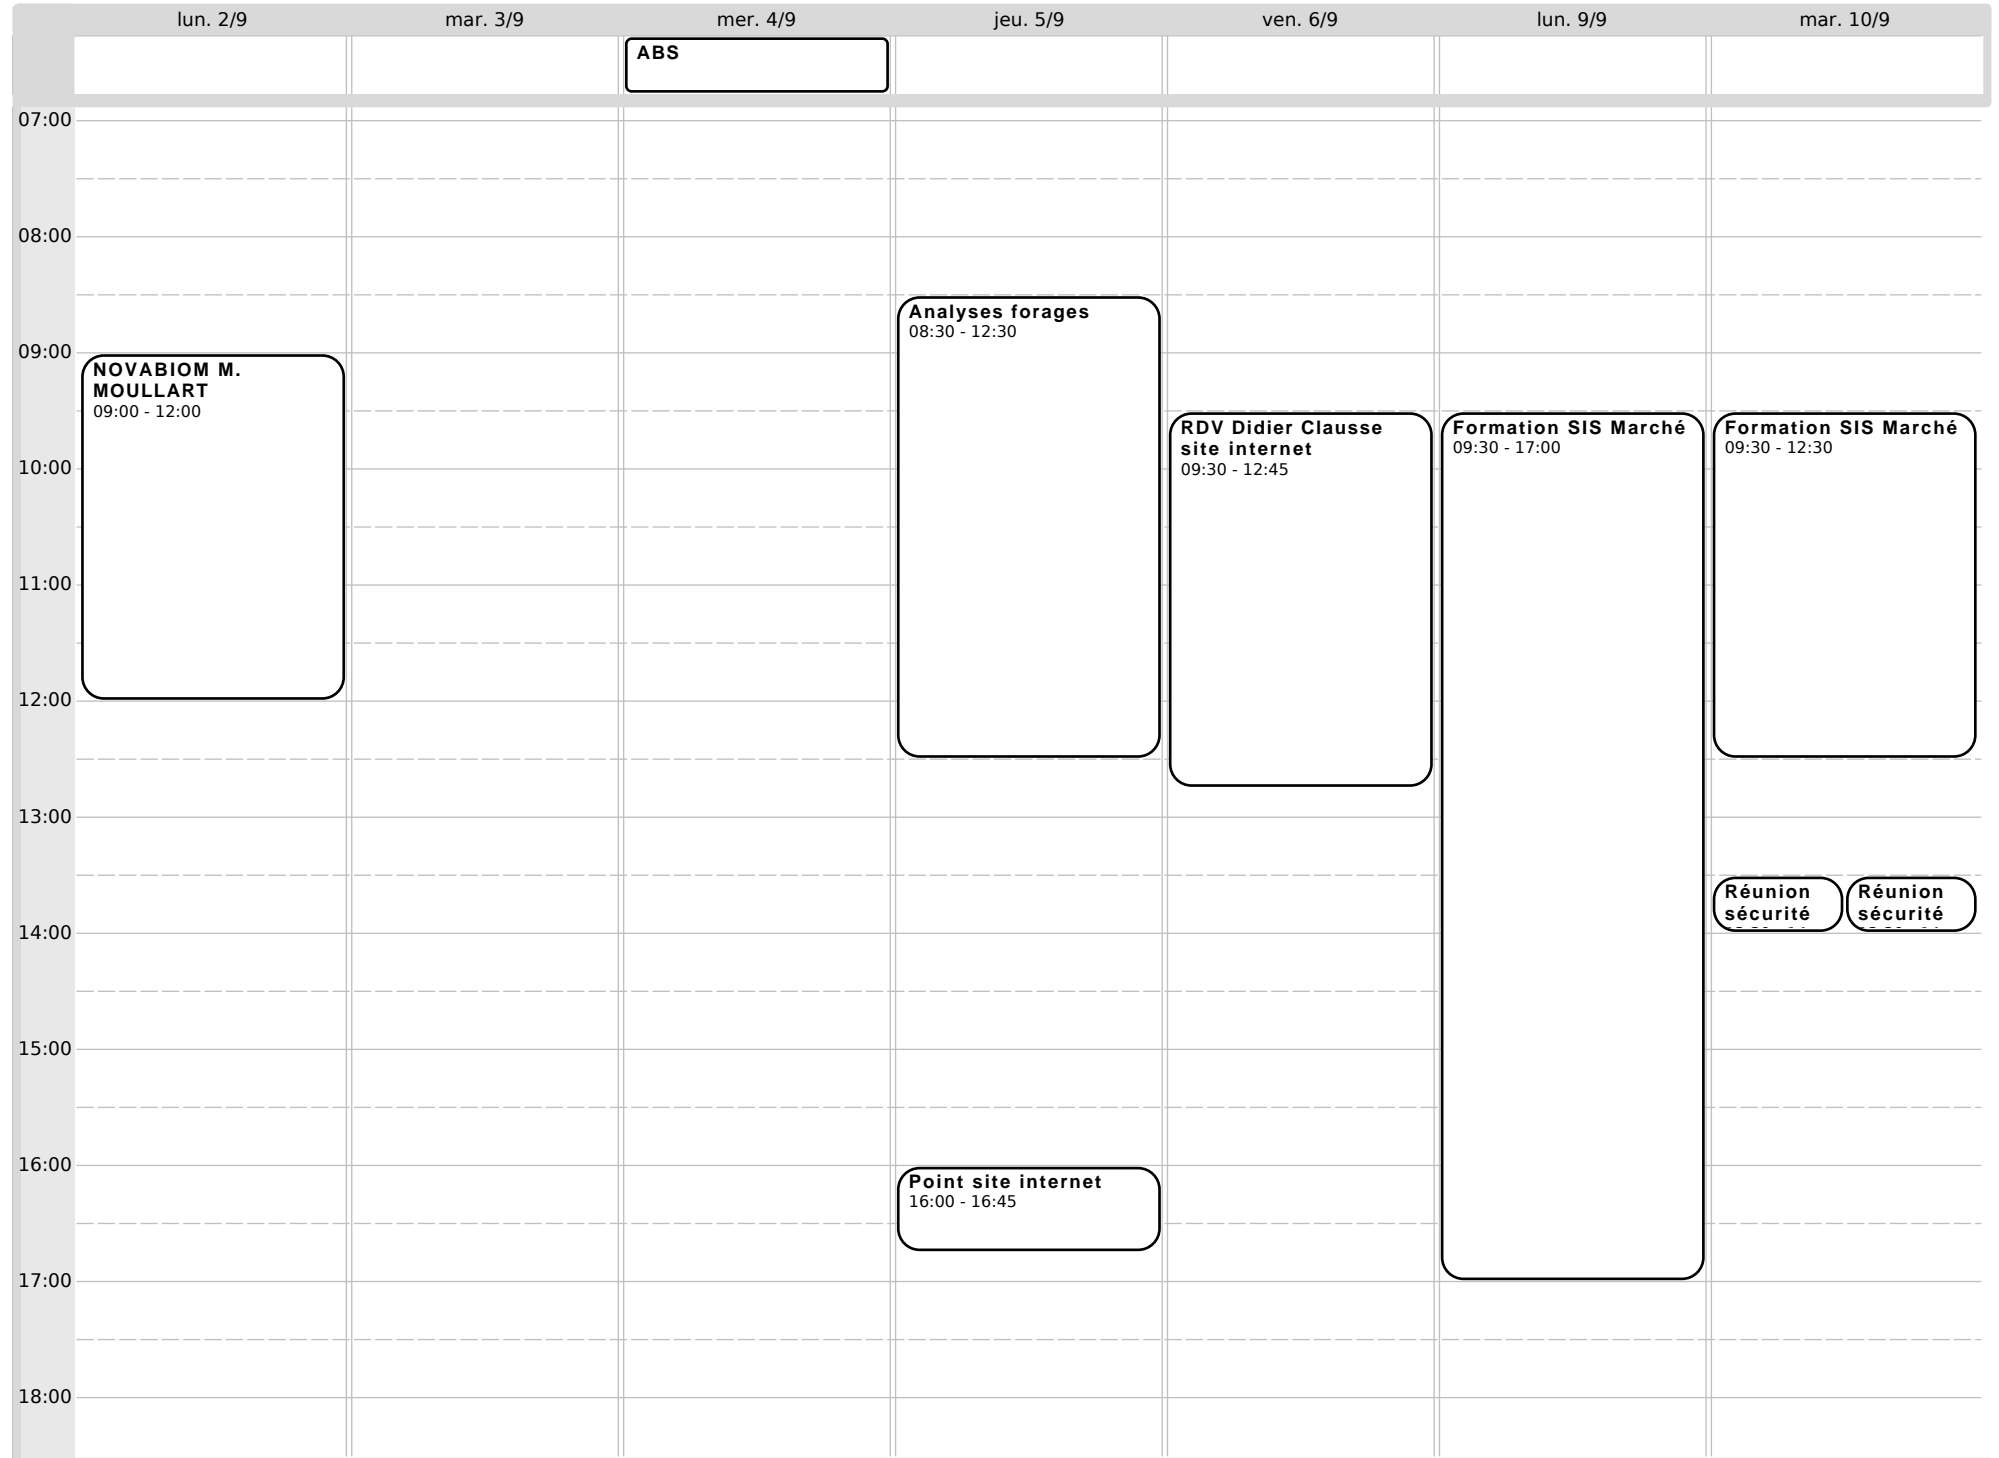 lun. 2/9
mar. 3/9
mer. 4/9
jeu. 5/9
ven. 6/9
lun. 9/9
mar. 10/9
ABS
07:00
08:00
09:00
10:00
11:00
12:00
13:00
14:00
15:00
16:00
17:00
18:00
NOVABIOM M.
MOULLART
09:00 - 12:00
Analyses forages
08:30 - 12:30
Point site internet
16:00 - 16:45
RDV Didier Clausse
site internet
09:30 - 12:45
Formation SIS Marché
09:30 - 17:00
Formation SIS Marché
09:30 - 12:30
Réunion
sécurité
Réunion
sécurité